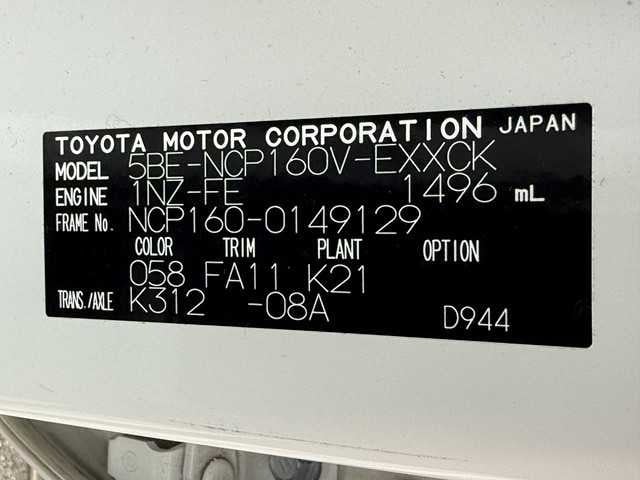 TOYOTA MOTOR CORPORATION JAPAN
MODEL 5BE-NCP160V-EXXCK
ENGINE 1NZ-FE 1496 mL
FRAME No. NCP160-0149129
COLOR TRIM PLANT OPTION
058 FA11 K21
TRANS./AXLE K312 -08A D944